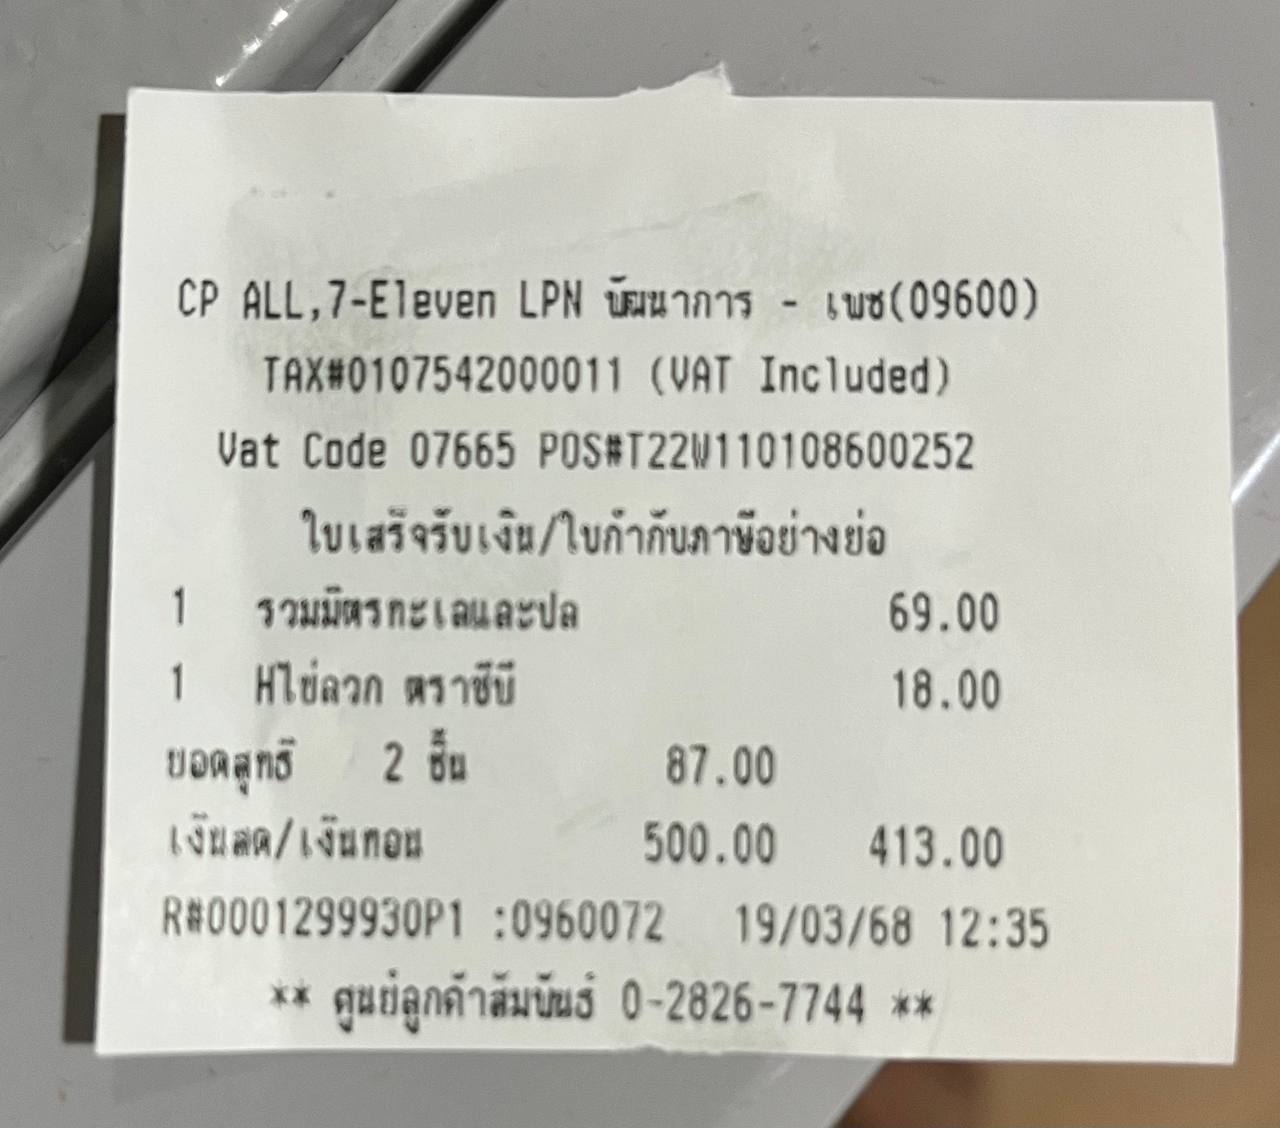 CP ALL,7-Eleven LPN พัฒนาการ - เพช(09600)
TAX#0107542000011 (VAT Included)
Vat Code 07665 POS#T22W110108600252
ใบเสร็จรับเงิน/ใบกำกับภาษีอย่างย่อ
1 รวมมิตรทะเลและปล 69.00
1 Hไข่ลวก ตราซีบี 18.00
ยอดสุทธิ 2 ชิ้น 87.00
เงินสด/เงินทอน 500.00 413.00
R#0001299930P1 :0960072 19/03/68 12:35
** ศูนย์ลูกค้าสัมพันธ์ 0-2826-7744 **